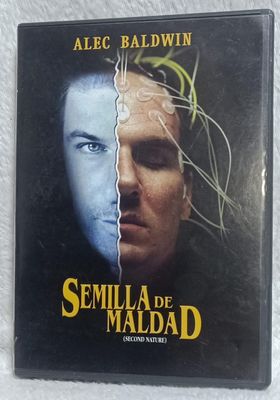 ALEC BALDWIN
SEMILLA DE
MALDAD
(SECOND NATURE)